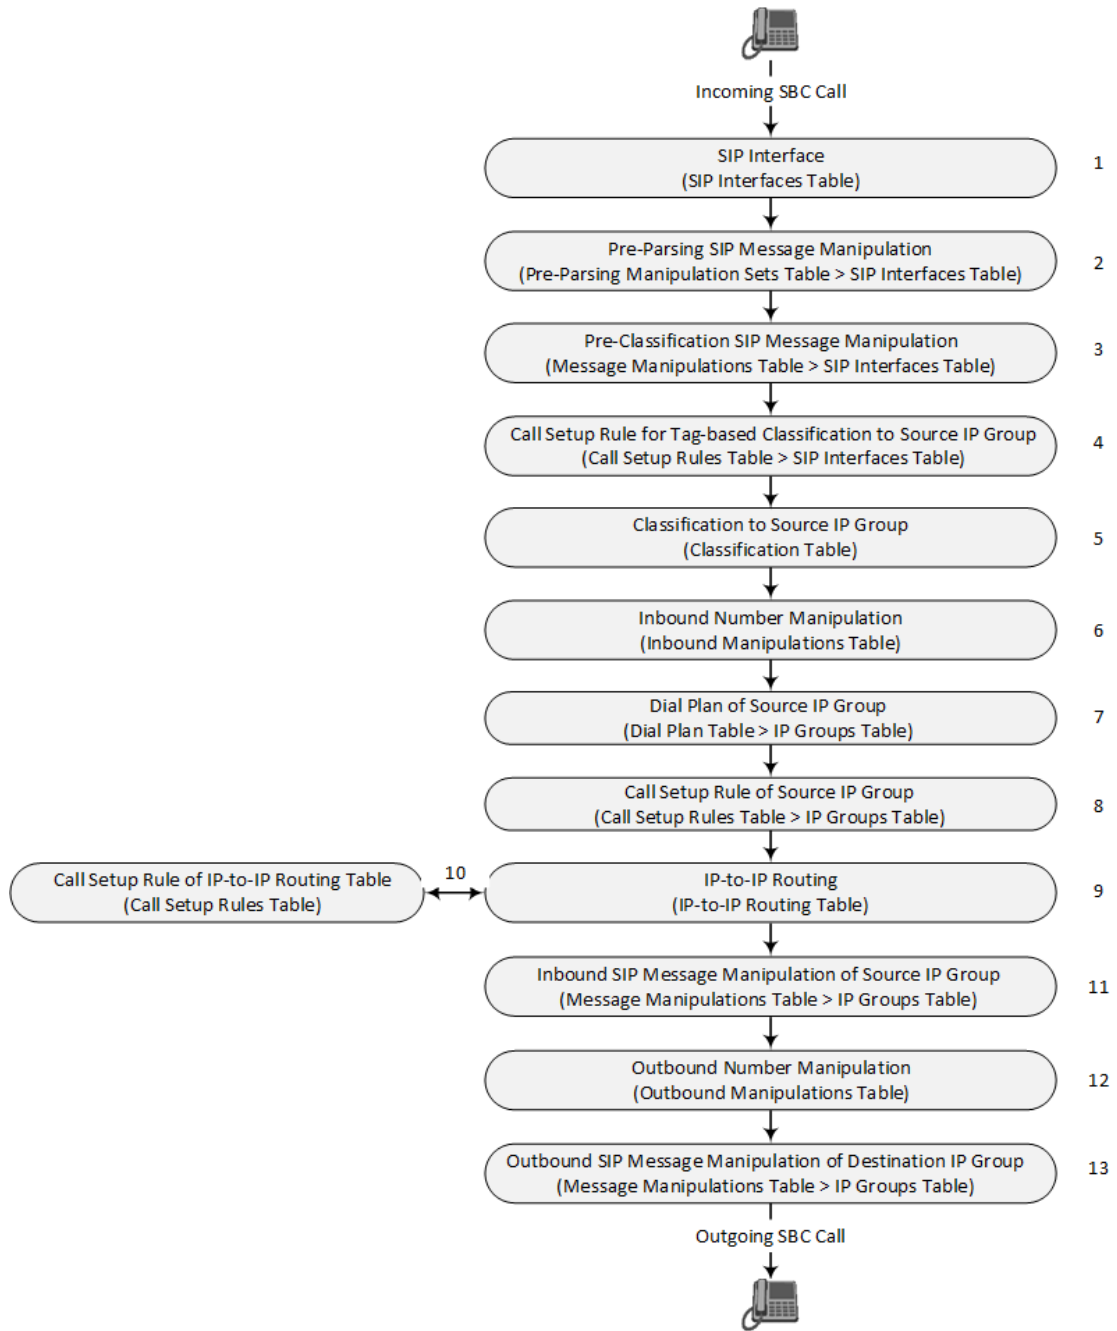 Incoming SBC Call
SIP Interface
(SIP Interfaces Table)
1
Pre-Parsing SIP Message Manipulation
(Pre-Parsing Manipulation Sets Table > SIP Interfaces Table)
2
Pre-Classification SIP Message Manipulation
(Message Manipulations Table > SIP Interfaces Table)
3
Call Setup Rule for Tag-based Classification to Source IP Group
(Call Setup Rules Table > SIP Interfaces Table)
4
Classification to Source IP Group
(Classification Table)
5
Inbound Number Manipulation
(Inbound Manipulations Table)
6
Dial Plan of Source IP Group
(Dial Plan Table > IP Groups Table)
7
Call Setup Rule of Source IP Group
(Call Setup Rules Table > IP Groups Table)
8
Call Setup Rule of IP-to-IP Routing Table
(Call Setup Rules Table)
10
IP-to-IP Routing
(IP-to-IP Routing Table)
9
Inbound SIP Message Manipulation of Source IP Group
(Message Manipulations Table > IP Groups Table)
11
Outbound Number Manipulation
(Outbound Manipulations Table)
12
Outbound SIP Message Manipulation of Destination IP Group
(Message Manipulations Table > IP Groups Table)
13
Outgoing SBC Call